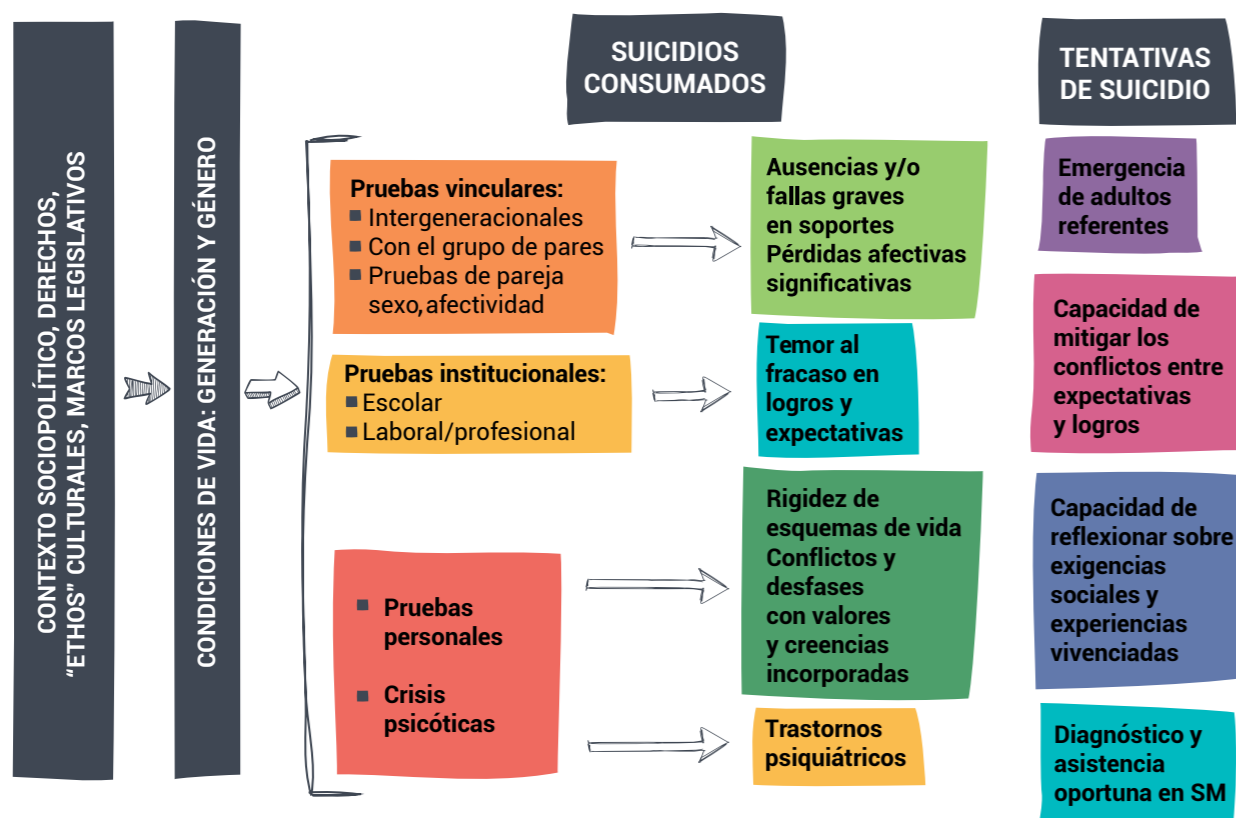 CONTEXTO SOCIOPOLÍTICO, DERECHOS,
“ETHOS" CULTURALES, MARCOS LEGISLATIVOS
CONDICIONES DE VIDA: GENERACIÓN Y GÉNERO
SUICIDIOS
CONSUMADOS
TENTATIVAS
DE SUICIDIO
Pruebas vinculares:
Intergeneracionales
Con el grupo de pares
Pruebas de pareja
sexo, afectividad
Ausencias y/o
fallas graves
en soportes
Pérdidas afectivas
significativas
Emergencia
de adultos
referentes
Pruebas institucionales:
Escolar
Laboral/profesional
Temor al
fracaso en
logros y
expectativas
Capacidad de
mitigar los
conflictos entre
expectativas
y logros
Pruebas
personales
Crisis
psicóticas
Rigidez de
esquemas de vida
Conflictos y
desfases
con valores
y creencias
incorporadas
Capacidad de
reflexionar sobre
exigencias
sociales y
experiencias
vivenciadas
Trastornos
psiquiátricos
Diagnóstico y
asistencia
oportuna en SM